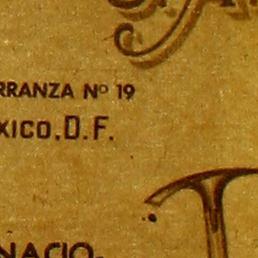 RRANZA Nº 19
XICO, D.F.
NACIO.